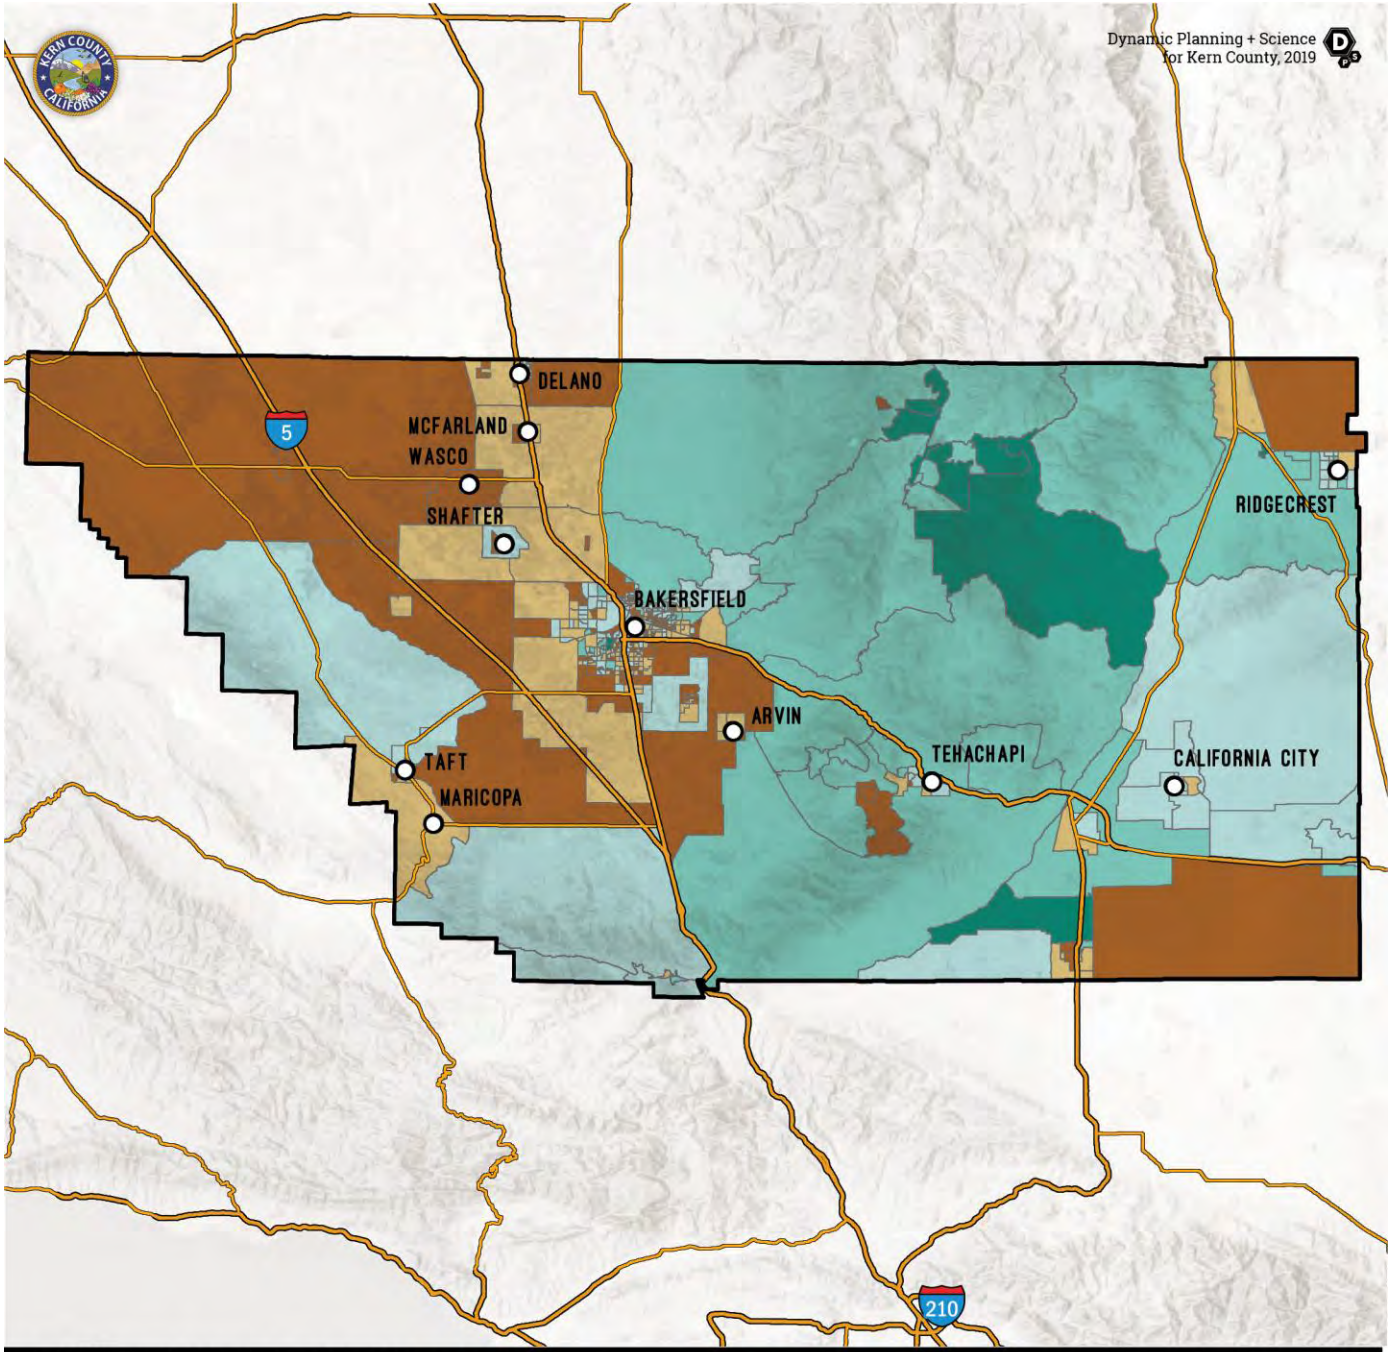 KERN COUNTY
CALIFORNIA
Dynamic Planning + Science
for Kern County, 2019
D
P S
DELANO
5
MCFARLAND
WASCO
RIDGECREST
SHAFTER
BAKERSFIELD
ARVIN
TEHACHAPI
CALIFORNIA CITY
TAFT
MARICOPA
210